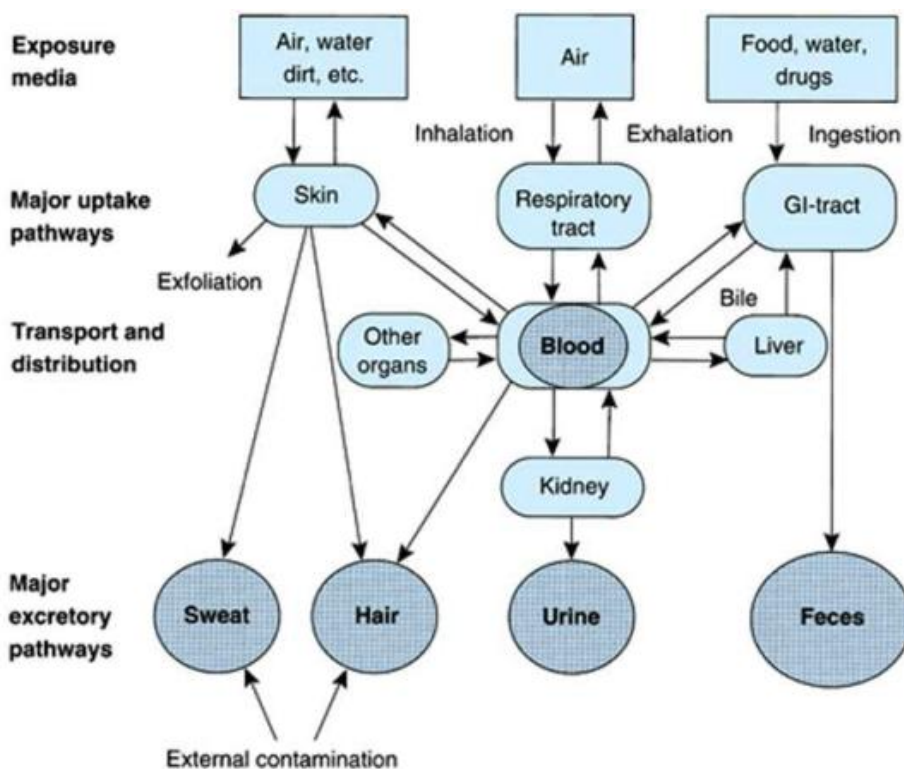 Exposure
media
Air, water
dirt, etc.
Air
Food, water,
drugs
Inhalation
Exhalation
Ingestion
Major uptake
pathways
Skin
Respiratory
tract
GI-tract
Exfoliation
Bile
Transport and
distribution
Other
organs
Blood
Liver
Kidney
Major
excretory
pathways
Sweat
Hair
Urine
Feces
External contamination